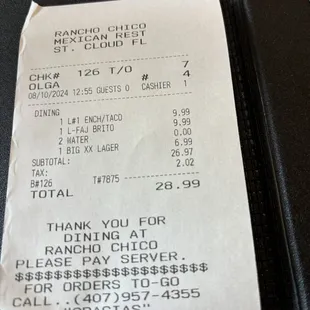 RANCHO CHICO
MEXICAN REST
ST. CLOUD FL
CHK# 126 T/O 7
OLGA # 4
08/10/2024 12:55 GUESTS 0 CASHIER 1
DINING
1 L#1 ENCH/TACO 9.99
1 L-FAJ BRITO 9.99
2 WATER 0.00
1 BIG XX LAGER 6.99
SUBTOTAL: 26.97
TAX: 2.02
B#126 T#7875
TOTAL 28.99
THANK YOU FOR
DINING AT
RANCHO CHICO
PLEASE PAY SERVER.
$$$$$$$$$$$$$$$$$$$$
FOR ORDERS TO-GO
CALL..(407)957-4355
"GRACIAS"